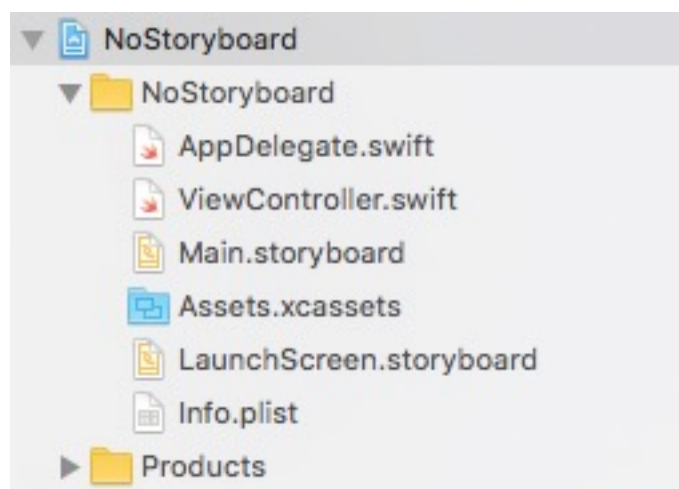 NoStoryboard
NoStoryboard
AppDelegate.swift
ViewController.swift
Main.storyboard
Assets.xcassets
LaunchScreen.storyboard
Info.plist
Products